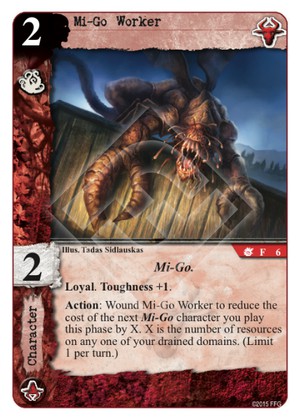 2
Mi-Go Worker
Illus. Tadas Sidlauskas
F 6
2
Character
Mi-Go.
Loyal. Toughness +1.
Action: Wound Mi-Go Worker to reduce
the cost of the next Mi-Go character you play
this phase by X. X is the number of resources
on any one of your drained domains. (Limit
1 per turn.)
©2015 FFG